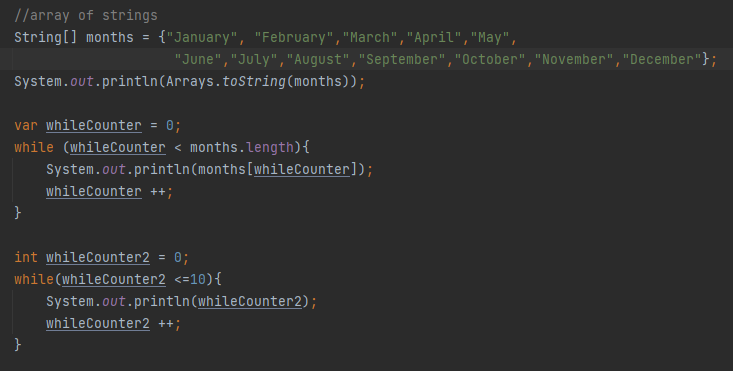 //array of strings
String[] months = {"January", "February","March","April","May",
"June","July","August","September","October","November","December"};
System.out.println(Arrays.toString(months));
var whileCounter = 0;
while (whileCounter < months.length){
System.out.println(months[whileCounter]);
whileCounter ++;
}
int whileCounter2 = 0;
while(whileCounter2 <=10){
System.out.println(whileCounter2);
whileCounter2 ++;
}